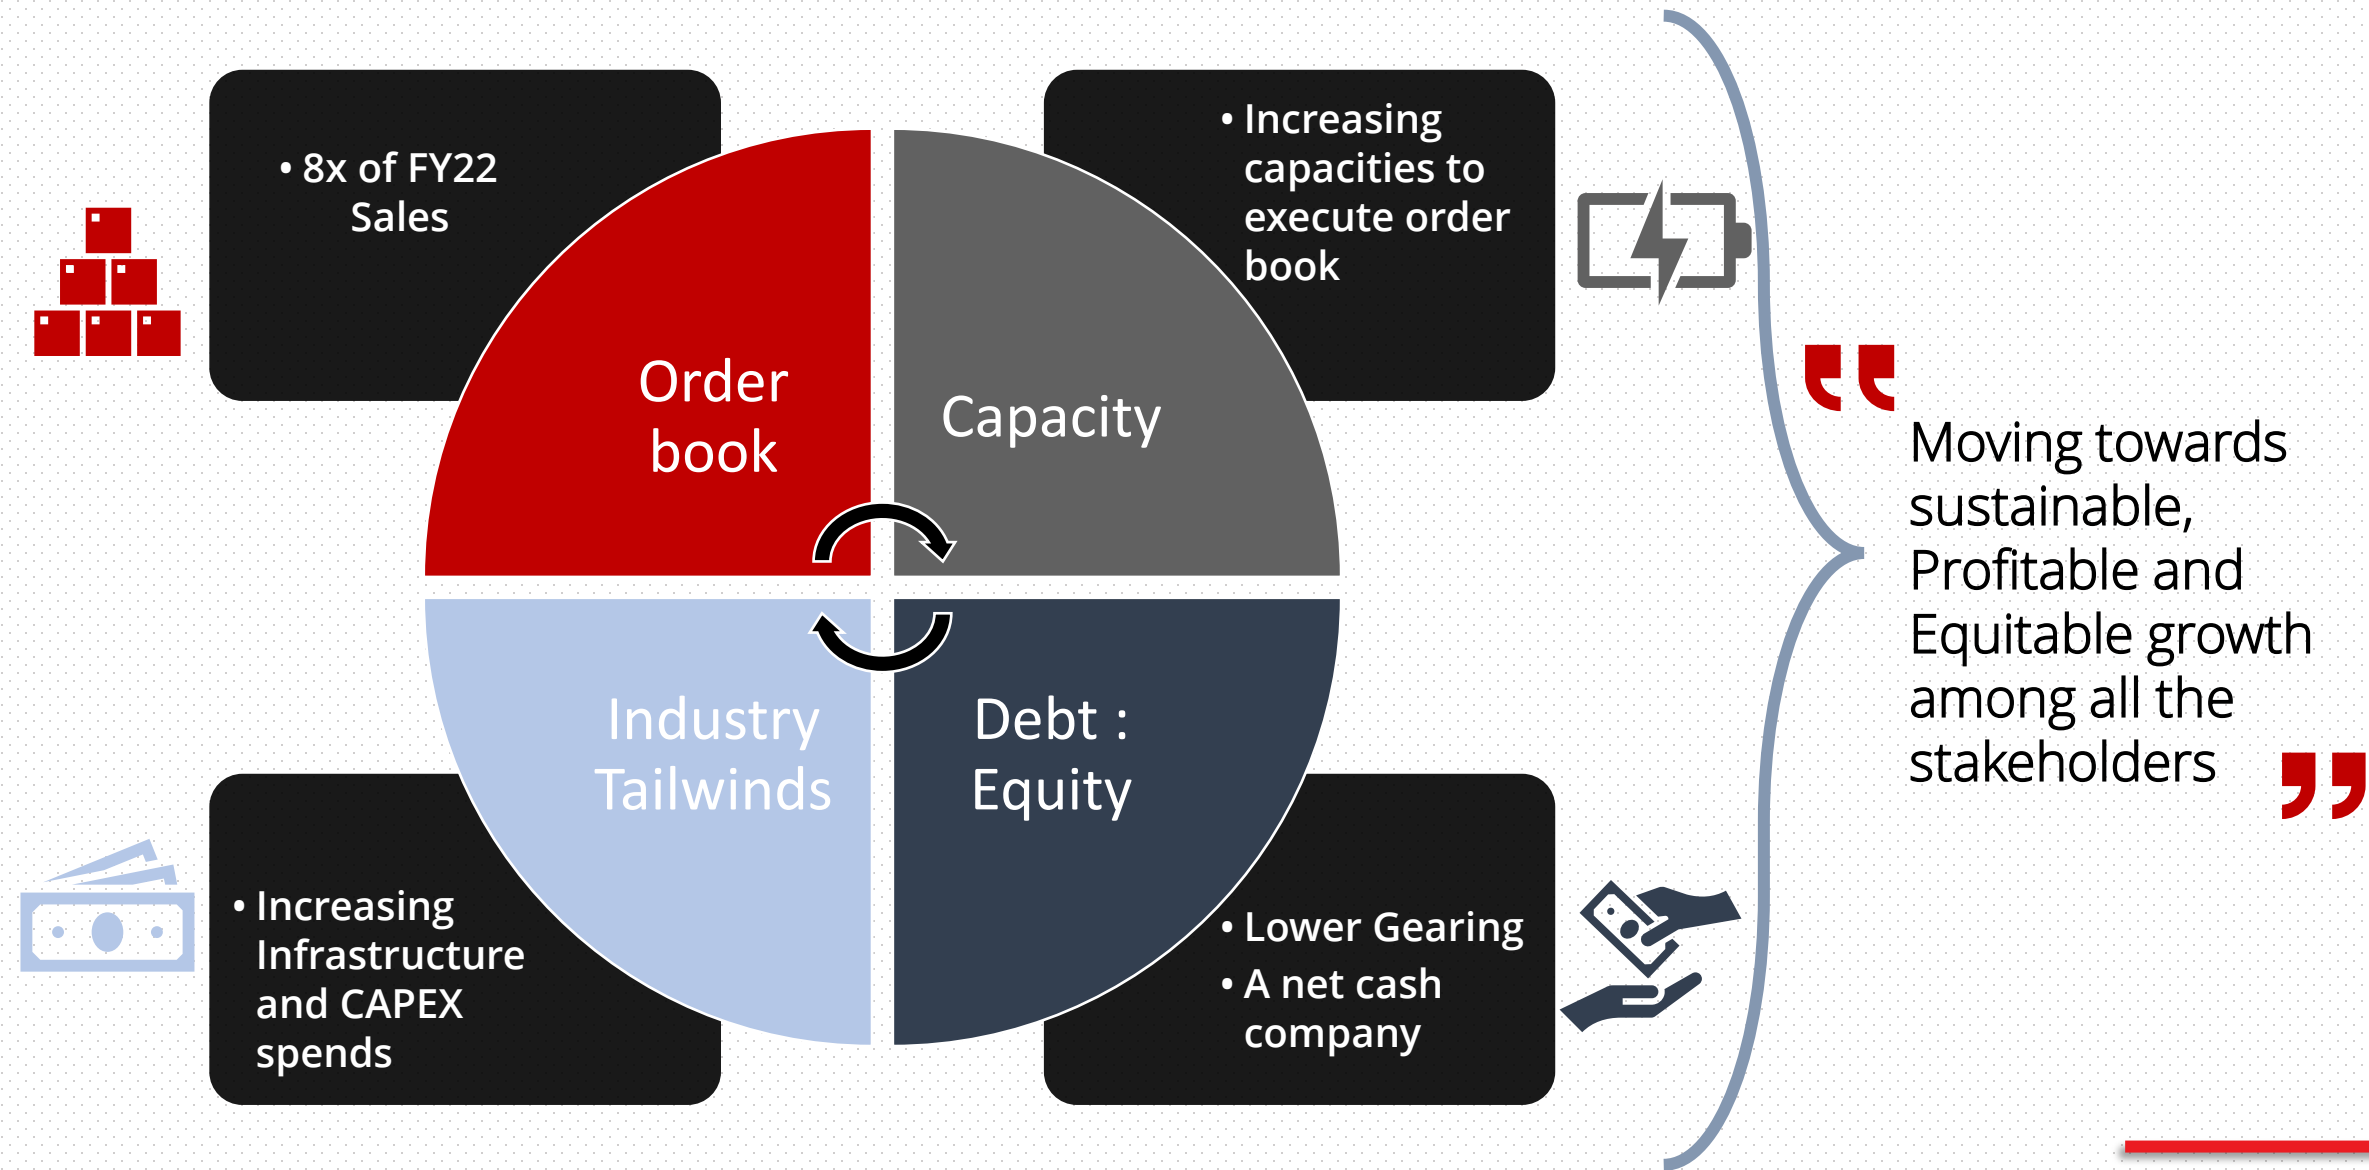 • 8x of FY22
Sales
• Increasing
capacities to
execute order
book
Order
book
Capacity
Industry
Tailwinds
Debt :
Equity
• Increasing
Infrastructure
and CAPEX
spends
• Lower Gearing
• A net cash
company
Moving towards
sustainable,
Profitable and
Equitable growth
among all the
stakeholders